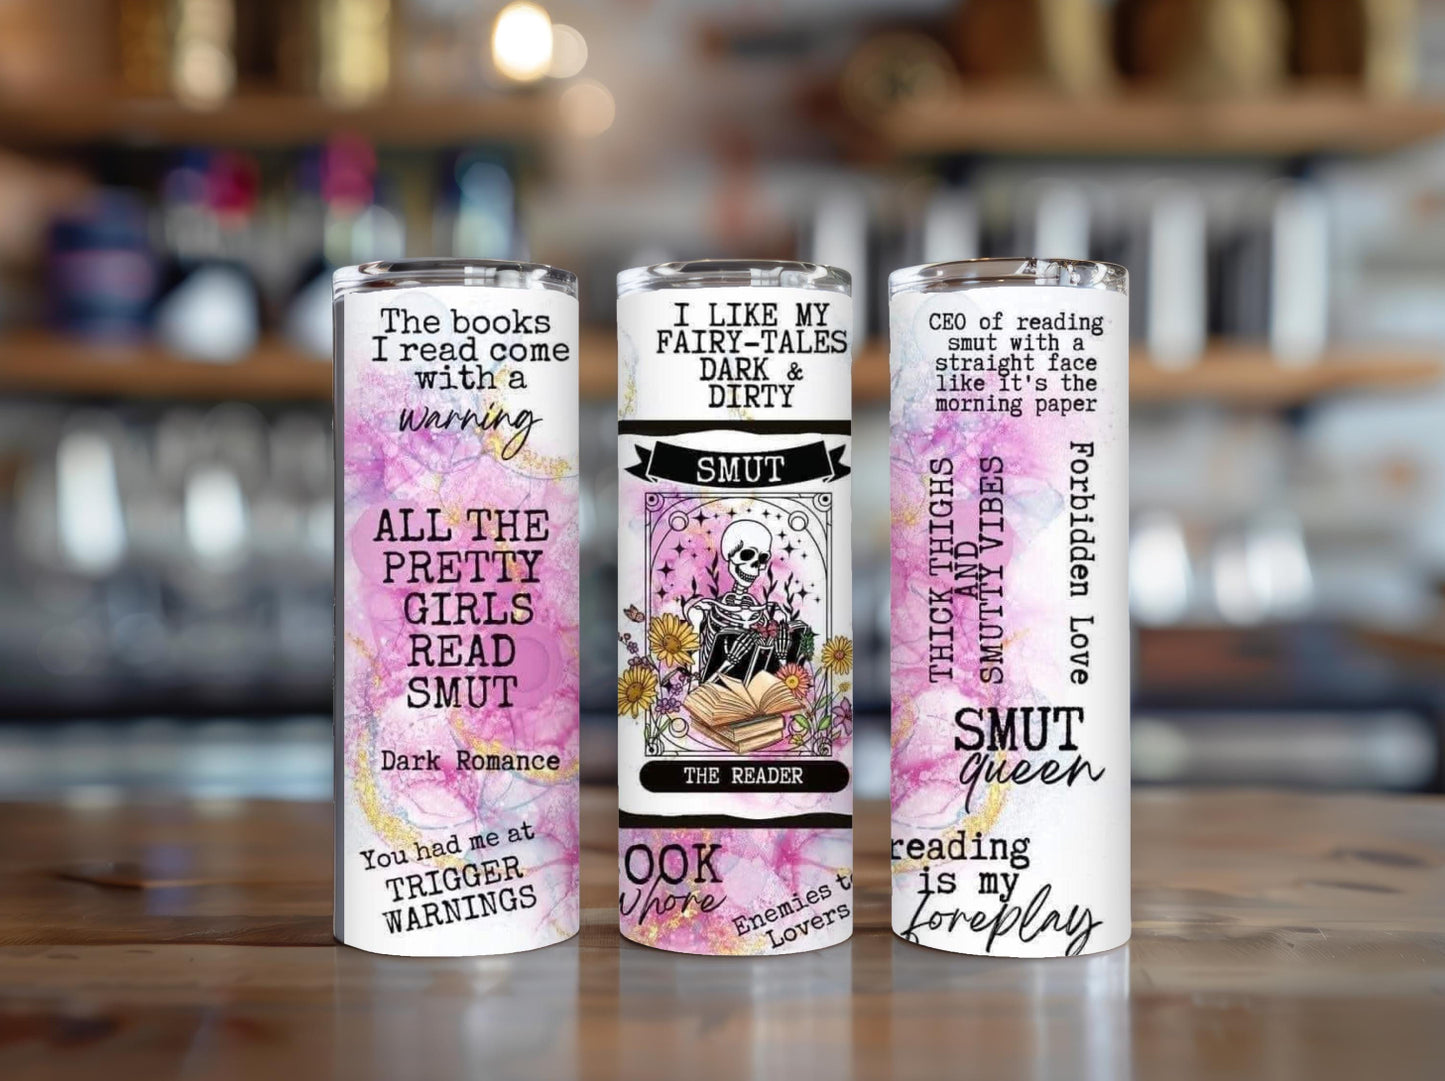 The books
I read come
with a
warning
ALL THE
PRETTY
GIRLS
READ
SMUT
Dark Romance
You had me at
TRIGGER
WARNINGS
I LIKE MY
FAIRY-TALES
DARK &
DIRTY
SMUT
THE READER
OOK
whore
Enemies to
Lovers
CEO of reading
smut with a
straight face
like it's the
morning paper
THICK THIGHS
AND
SMUTTY VIBES
Forbidden Love
SMUT
queen
reading
is my
foreplay